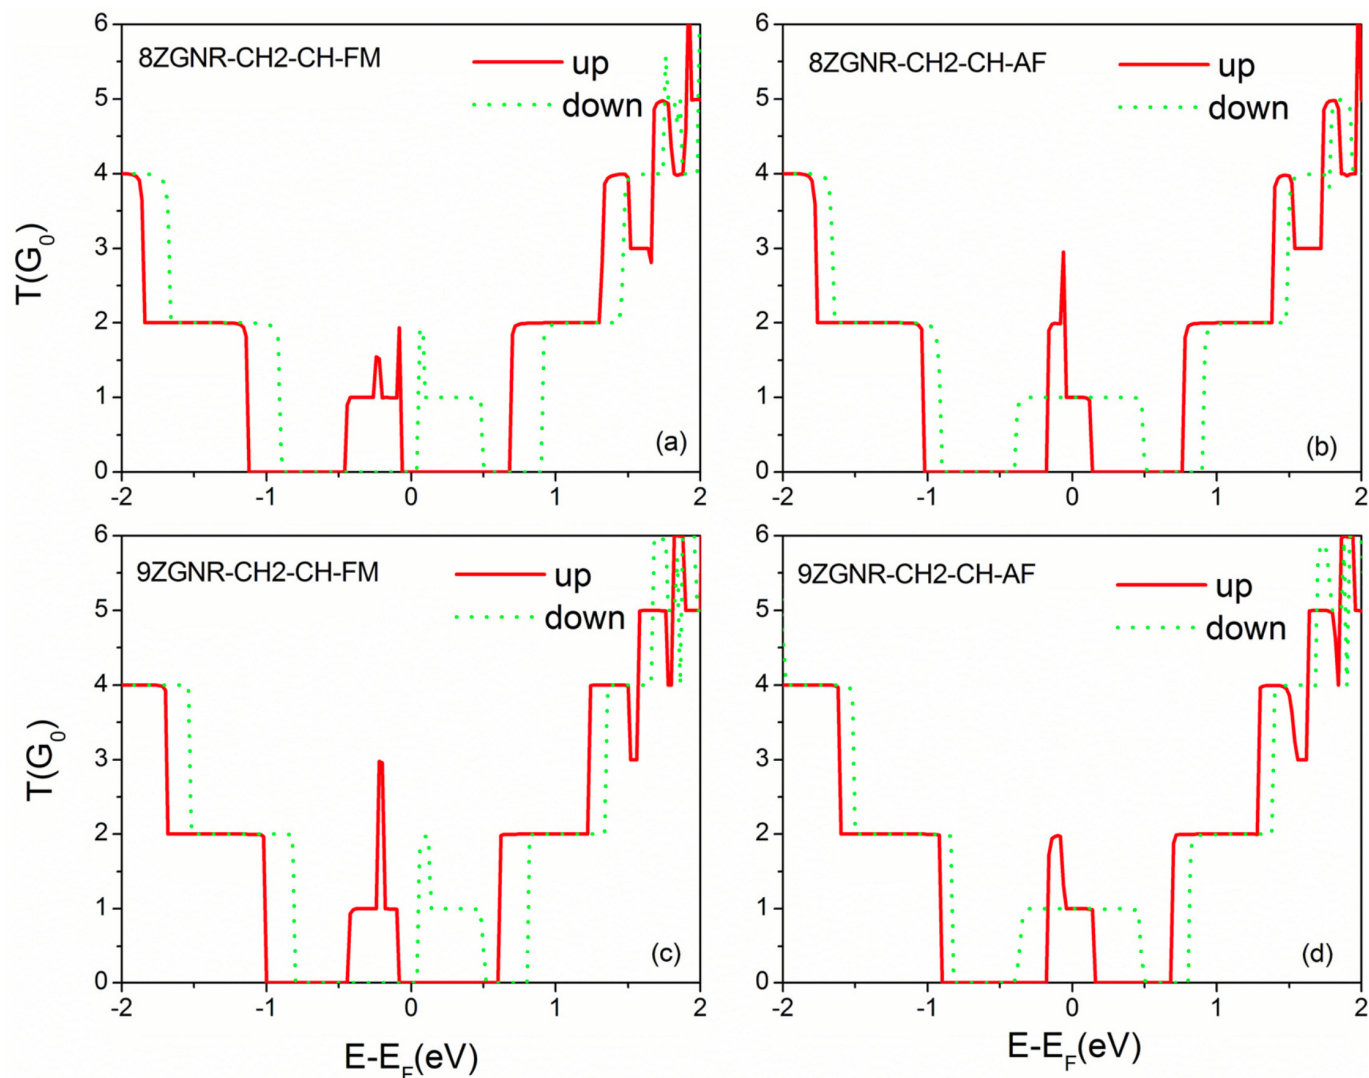 6
5
4
3
2
1
0
T(G0)
8ZGNR-CH2-CH-FM
up
down
(a)
-2 -1 0 1 2
6
5
4
3
2
1
0
8ZGNR-CH2-CH-AF
up
down
(b)
-2 -1 0 1 2
6
5
4
3
2
1
0
T(G0)
9ZGNR-CH2-CH-FM
up
down
(c)
-2 -1 0 1 2
E-EF(eV)
6
5
4
3
2
1
0
9ZGNR-CH2-CH-AF
up
down
(d)
-2 -1 0 1 2
E-EF(eV)